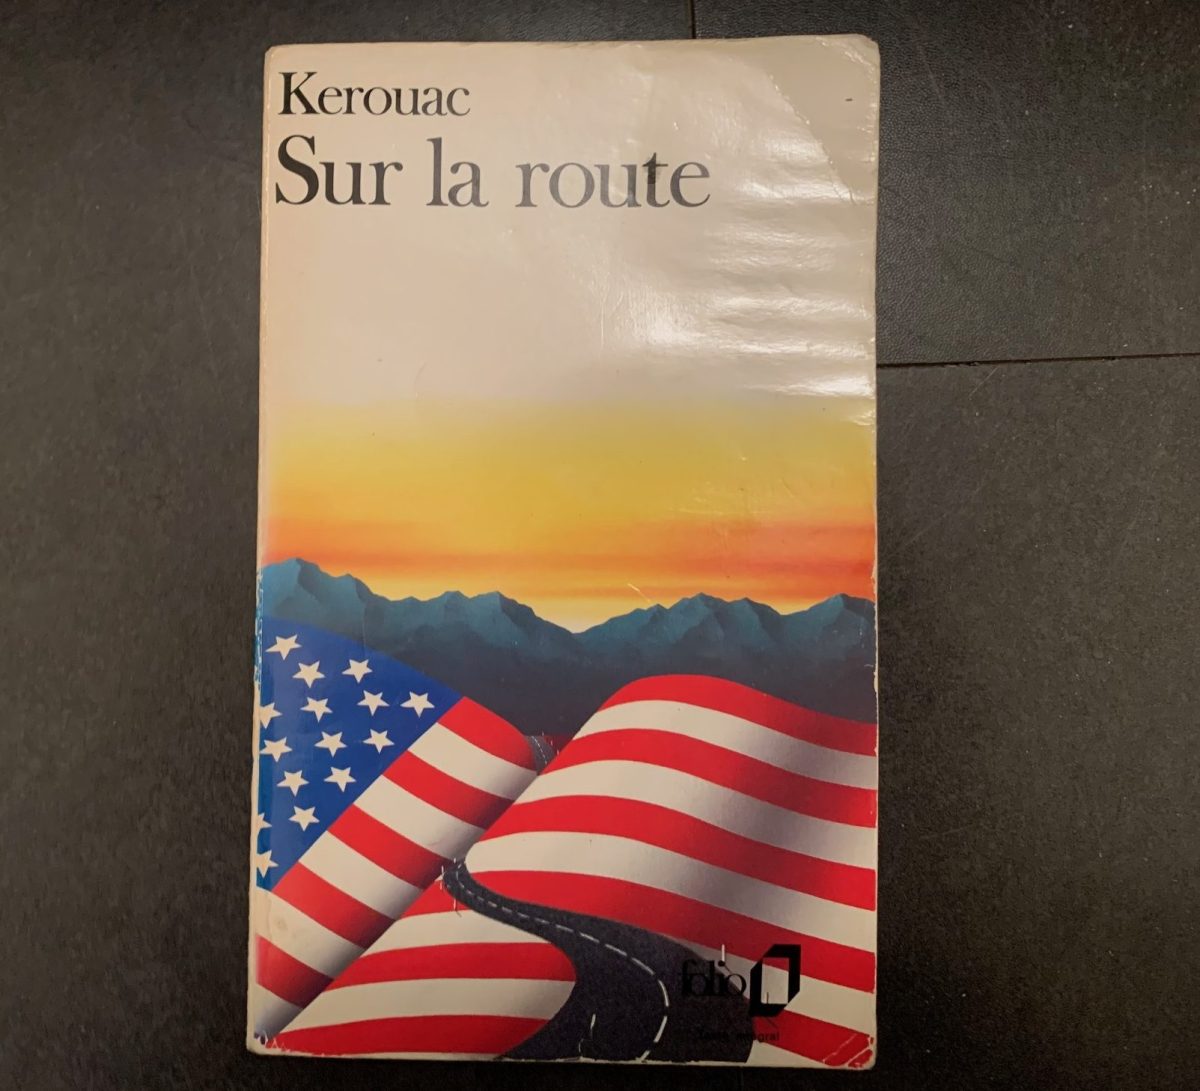 Kerouac
Sur la route
folio